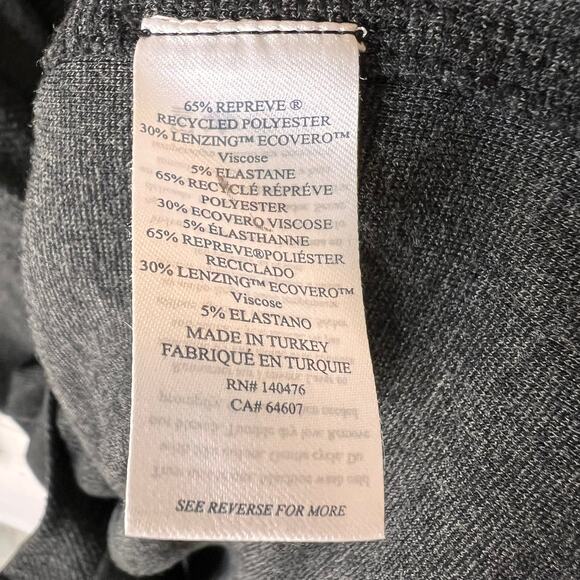 65% REPREVE ®
RECYCLED POLYESTER
30% LENZING™ ECOVERO™
Viscose
5% ELASTANE
65% RECYCLÉ RÉPRÉVE
POLYESTER
30% ECOVERO VISCOSE
5% ÉLASTHANNE
65% REPREVE®POLIÉSTER
RECICLADO
30% LENZING™ ECOVERO™
Viscose
5% ELASTANO
MADE IN TURKEY
FABRIQUÉ EN TURQUIE
RN# 140476
CA# 64607
SEE REVERSE FOR MORE